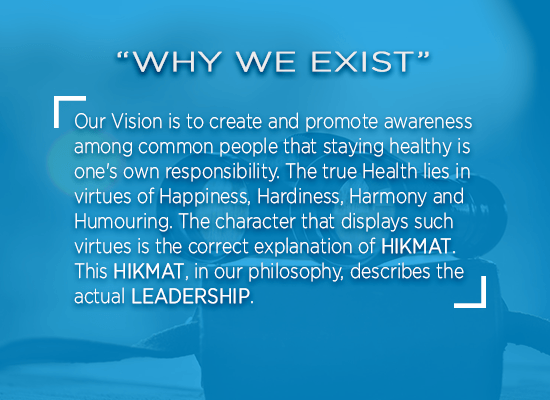 “WHY WE EXIST”
Our Vision is to create and promote awareness
among common people that staying healthy is
one's own responsibility. The true Health lies in
virtues of Happiness, Hardiness, Harmony and
Humouring. The character that displays such
virtues is the correct explanation of HIKMAT.
This HIKMAT, in our philosophy, describes the
actual LEADERSHIP.